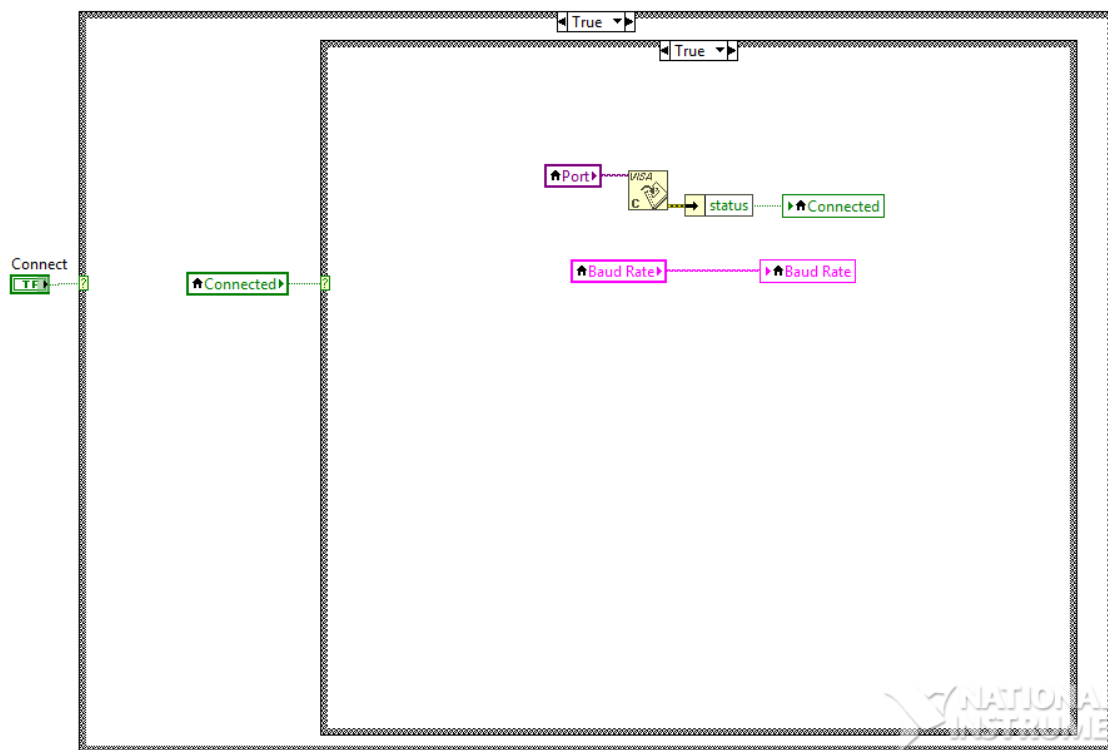 True
True
Port
VISA
C
status
Connected
Connect
TF
?
Connected
?
Baud Rate
Baud Rate
NATIONAL
INSTRUME